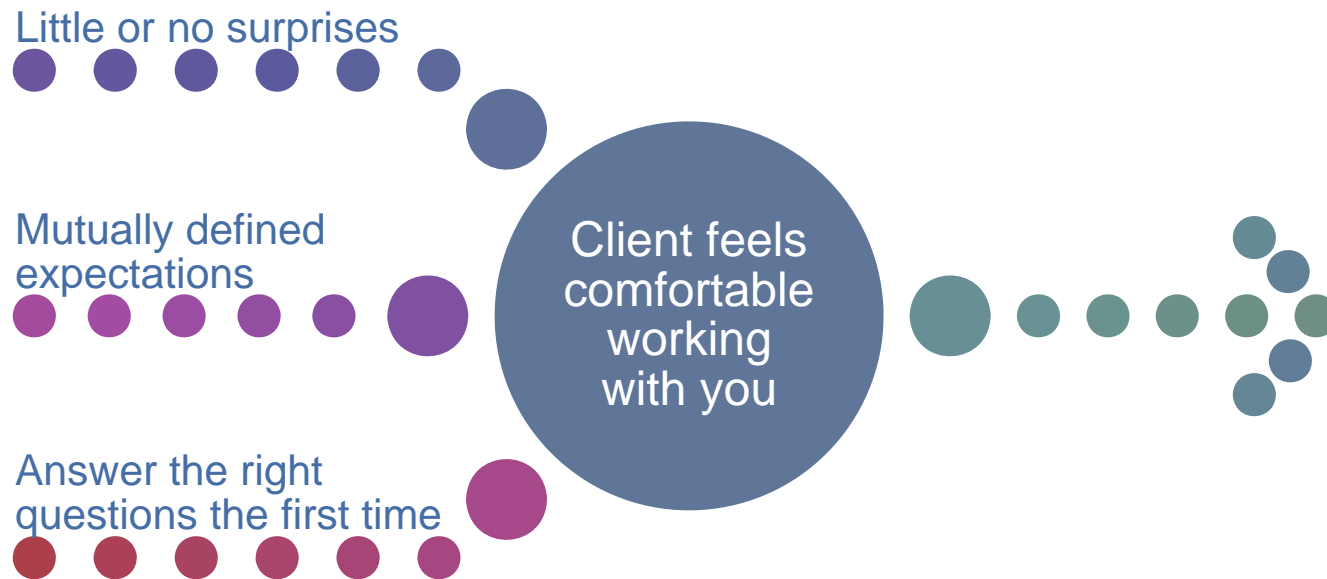 Little or no surprises
Mutually defined
expectations
Client feels
comfortable
working
with you
Answer the right
questions the first time